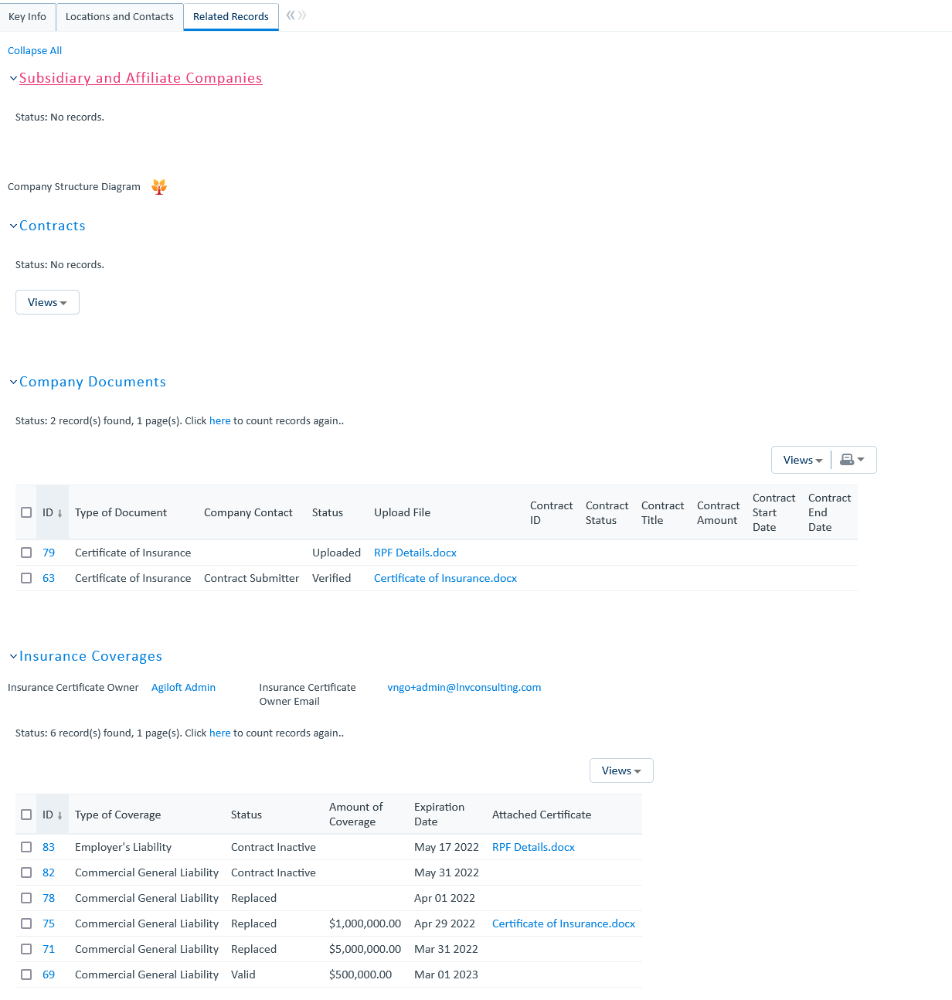 Key Info Locations and Contacts Related Records
Collapse All
Subsidiary and Affiliate Companies
Status: No records.
Company Structure Diagram
Contracts
Status: No records.
Views
Company Documents
Status: 2 record(s) found, 1 page(s). Click here to count records again..
Views
ID Type of Document Company Contact Status Upload File Contract ID Contract Status Contract Title Contract Amount Contract Start Date Contract End Date
79 Certificate of Insurance Uploaded RPF Details.docx
63 Certificate of Insurance Contract Submitter Verified Certificate of Insurance.docx
Insurance Coverages
Insurance Certificate Owner Agiloft Admin Insurance Certificate Owner Email vngo+admin@lnvconsulting.com
Status: 6 record(s) found, 1 page(s). Click here to count records again..
Views
ID Type of Coverage Status Amount of Coverage Expiration Date Attached Certificate
83 Employer's Liability Contract Inactive May 17 2022 RPF Details.docx
82 Commercial General Liability Contract Inactive May 31 2022
78 Commercial General Liability Replaced Apr 01 2022
75 Commercial General Liability Replaced $1,000,000.00 Apr 29 2022 Certificate of Insurance.docx
71 Commercial General Liability Replaced $5,000,000.00 Mar 31 2022
69 Commercial General Liability Valid $500,000.00 Mar 01 2023